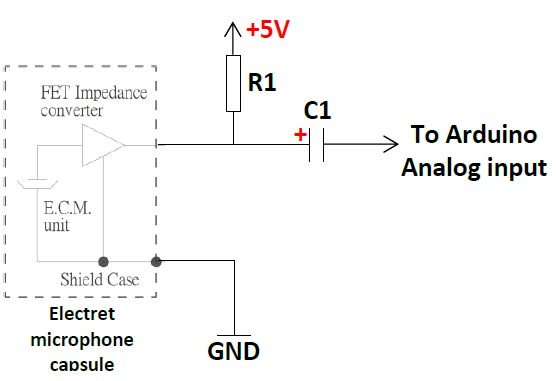 +5V
FET Impedance
converter
R1
C1
+
To Arduino
Analog input
E.C.M.
unit
Shield Case
Electret
microphone
capsule
GND